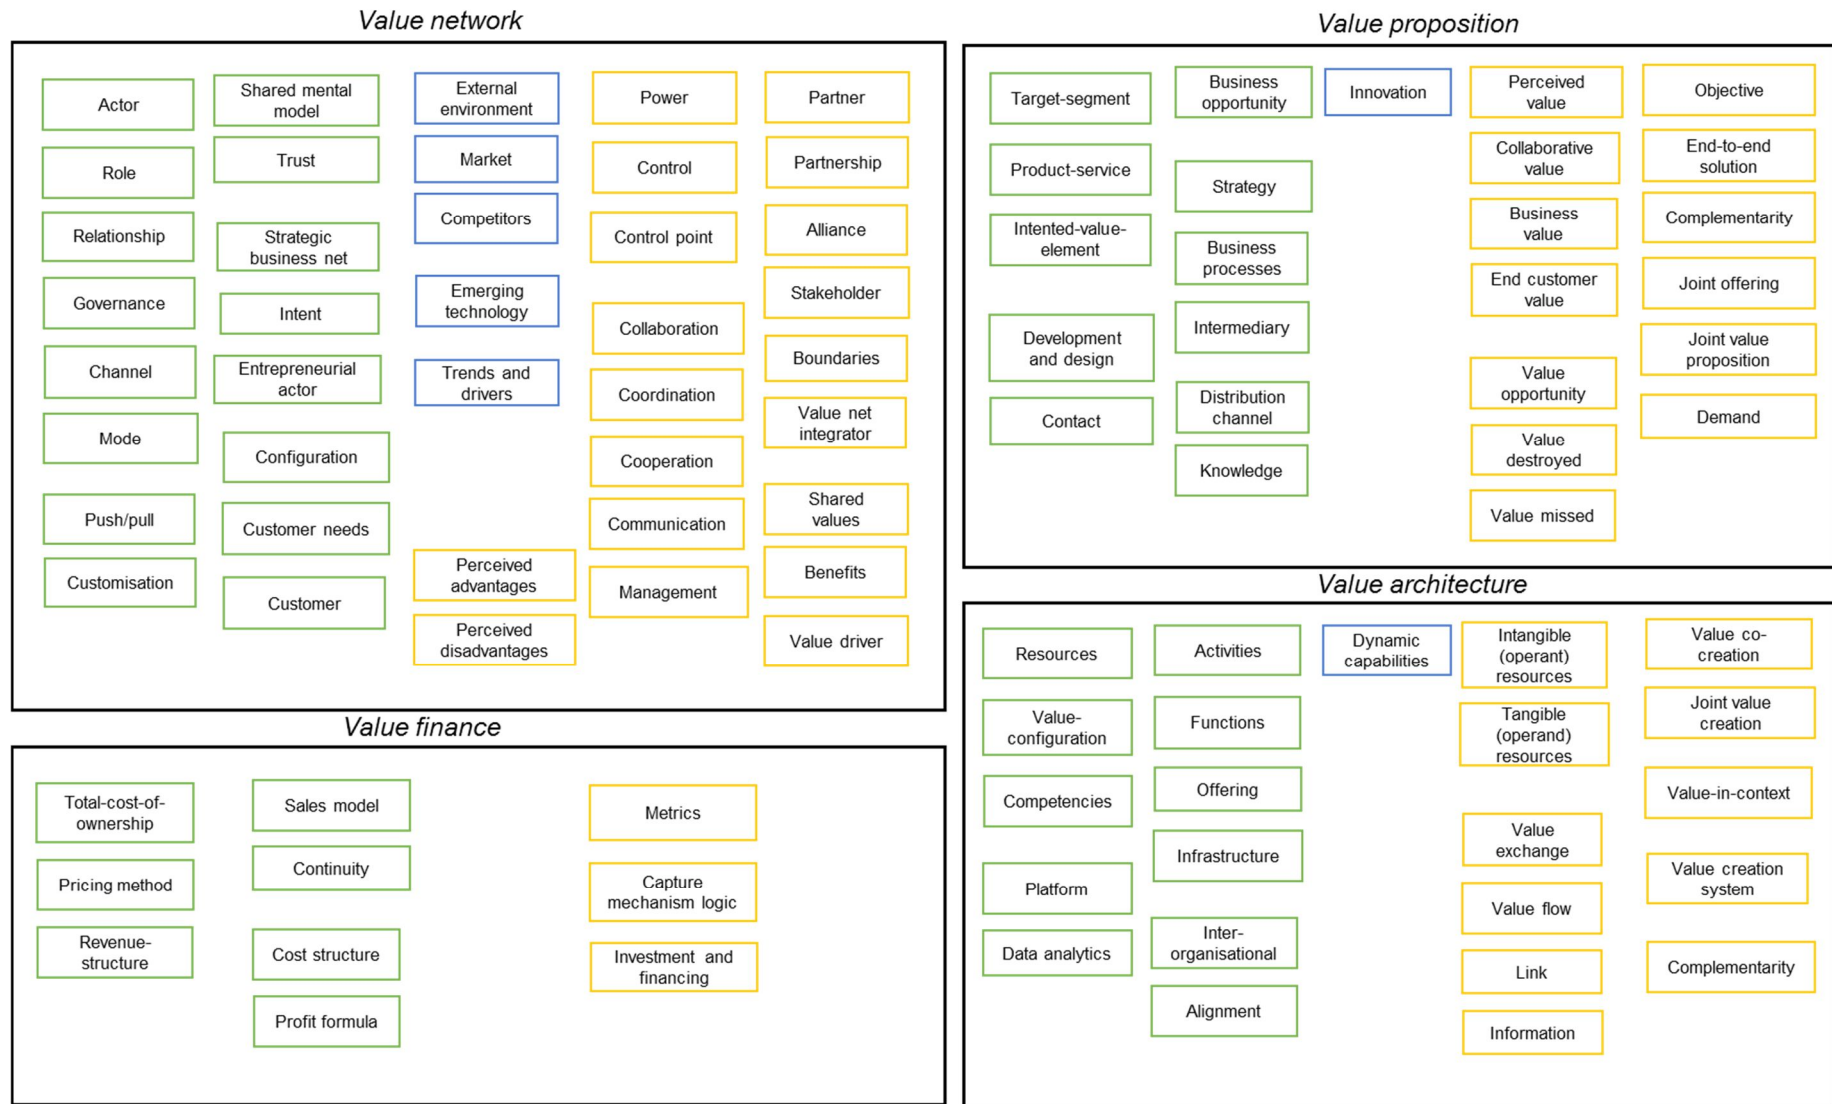 Value network
Actor
Role
Relationship
Governance
Channel
Mode
Push/pull
Customisation
Shared mental
model
Trust
Strategic
business net
Intent
Entrepreneurial
actor
Configuration
Customer needs
Customer
External
environment
Market
Competitors
Emerging
technology
Trends and
drivers
Perceived
advantages
Perceived
disadvantages
Power
Control
Control point
Collaboration
Coordination
Cooperation
Communication
Management
Partner
Partnership
Alliance
Stakeholder
Boundaries
Value net
integrator
Shared
values
Benefits
Value driver
Value proposition
Target-segment
Product-service
Intented-value-
element
Development
and design
Contact
Business
opportunity
Strategy
Business
processes
Intermediary
Distribution
channel
Knowledge
Innovation
Perceived
value
Collaborative
value
Business
value
End customer
value
Value
opportunity
Value
destroyed
Value missed
Objective
End-to-end
solution
Complementarity
Joint offering
Joint value
proposition
Demand
Value finance
Total-cost-of-
ownership
Pricing method
Revenue-
structure
Sales model
Continuity
Cost structure
Profit formula
Metrics
Capture
mechanism logic
Investment and
financing
Value architecture
Resources
Value-
configuration
Competencies
Platform
Data analytics
Activities
Functions
Offering
Infrastructure
Inter-
organisational
Alignment
Dynamic
capabilities
Intangible
(operant)
resources
Tangible
(operand)
resources
Value
exchange
Value flow
Link
Information
Value co-
creation
Joint value
creation
Value-in-context
Value creation
system
Complementarity